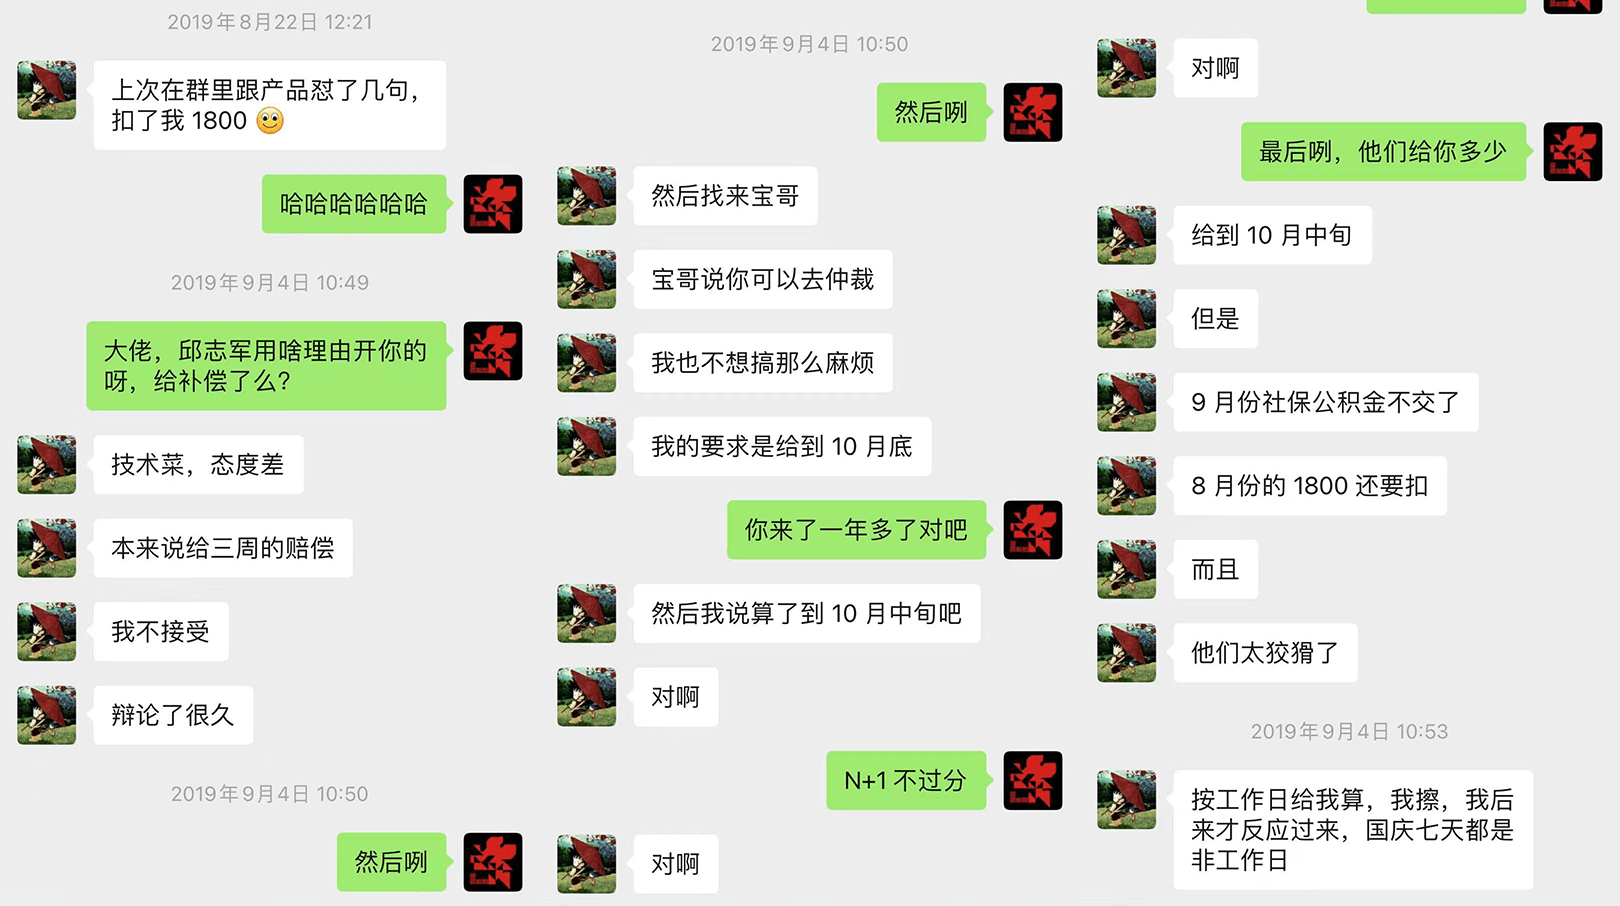 2019年8月22日 12:21
上次在群里跟产品怼了几句，
扣了我 1800
哈哈哈哈哈哈
2019年9月4日 10:49
大佬，邱志军用啥理由开你的
呀，给补偿了么？
技术菜，态度差
本来说给三周的赔偿
我不接受
辩论了很久
2019年9月4日 10:50
然后咧
2019年9月4日 10:50
然后咧
然后找来宝哥
宝哥说你可以去仲裁
我也不想搞那么麻烦
我的要求是给到 10 月底
你来了一年多了对吧
然后我说算了到 10 月中旬吧
对啊
N+1 不过分
对啊
对啊
最后咧，他们给你多少
给到 10 月中旬
但是
9 月份社保公积金不交了
8 月份的 1800 还要扣
而且
他们太狡猾了
2019年9月4日 10:53
按工作日给我算，我擦，我后
来才反应过来，国庆七天都是
非工作日